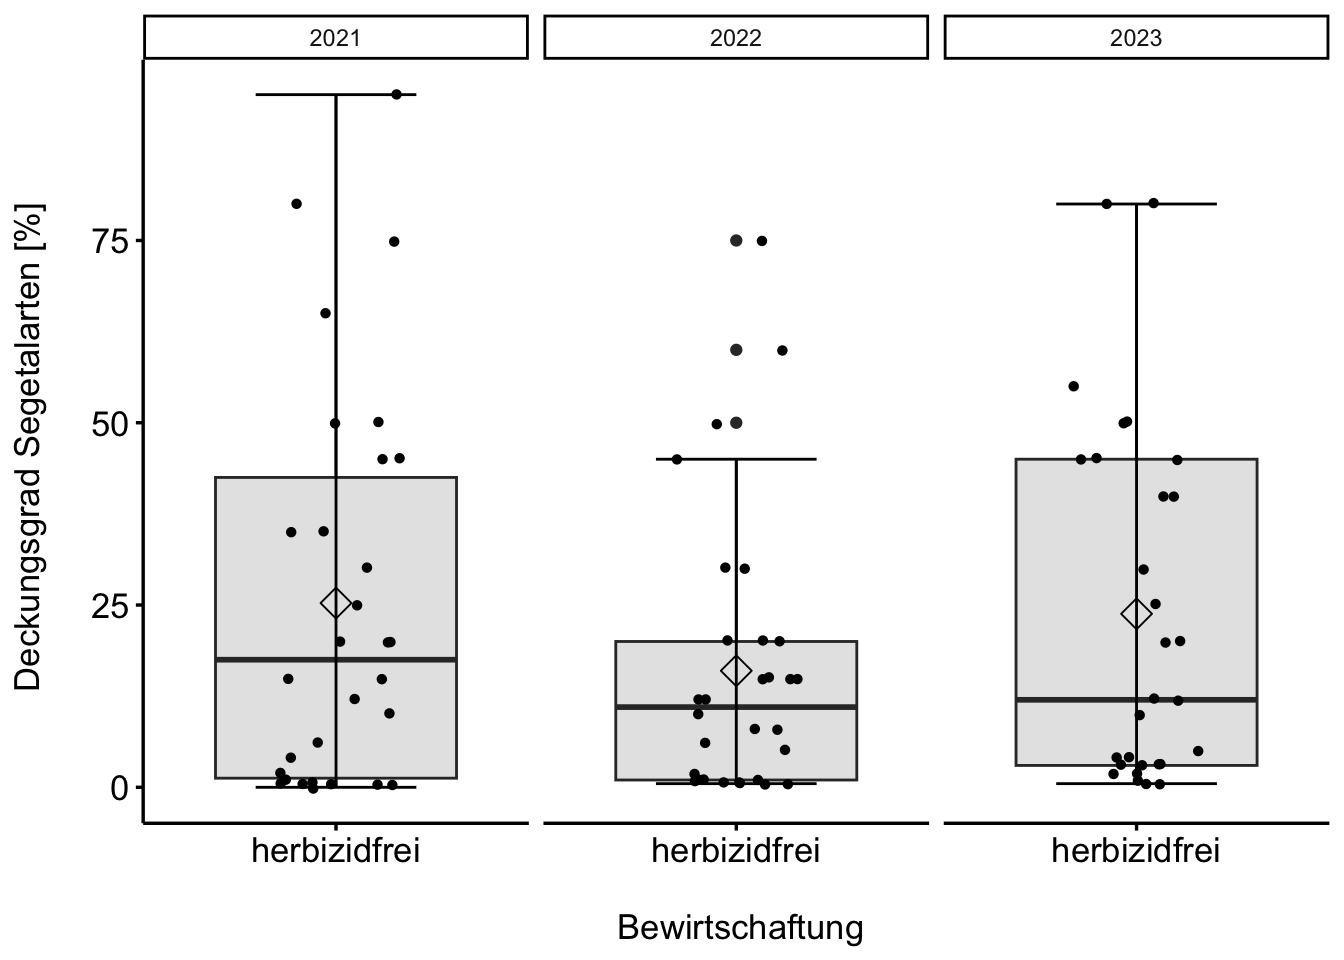 2021 2022 2023
Deckungsgrad Segetalarten [%]
75
50
25
0
herbizidfrei herbizidfrei herbizidfrei
Bewirtschaftung